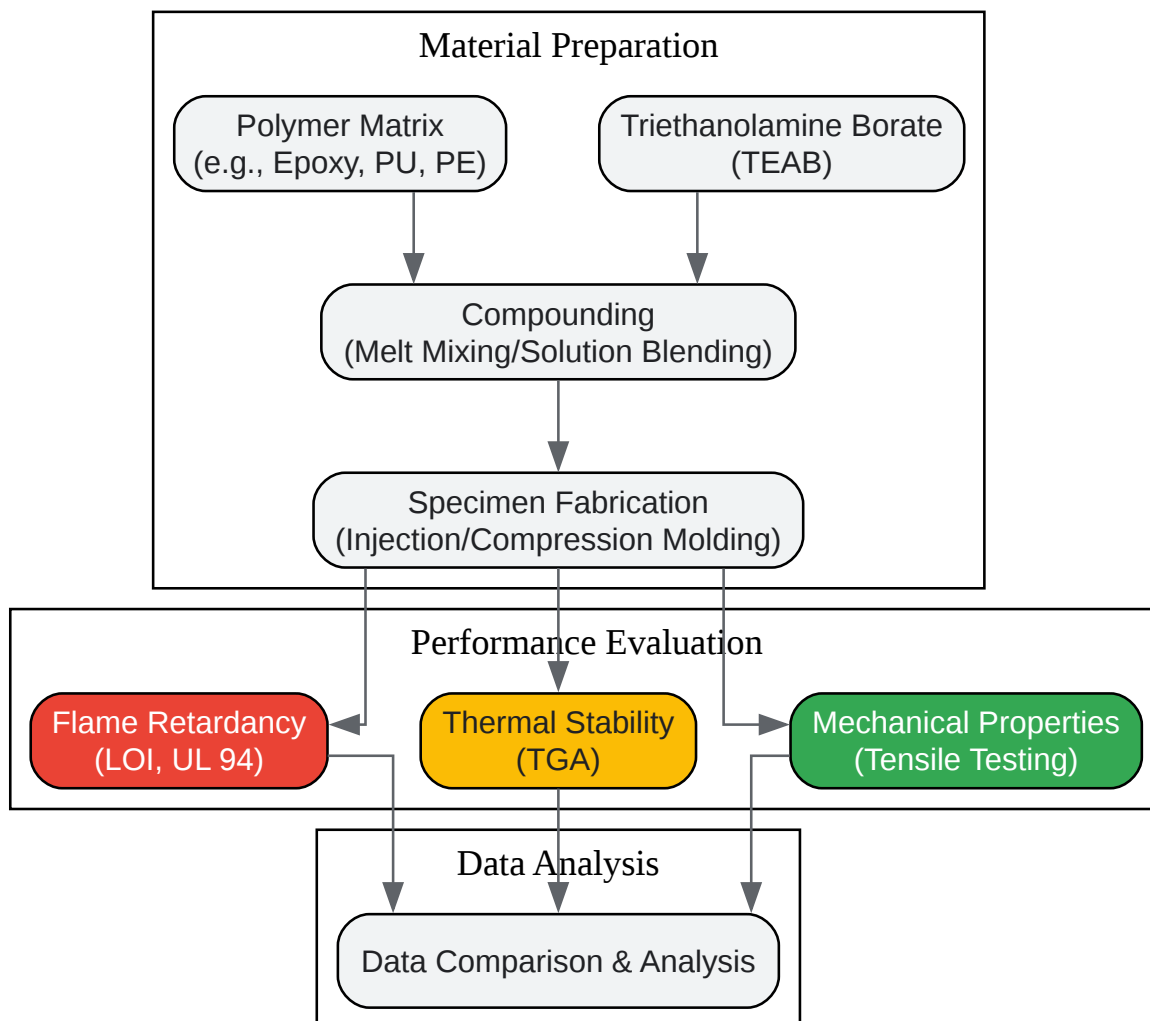 Material Preparation
Polymer Matrix
(e.g., Epoxy, PU, PE)
Triethanolamine Borate
(TEAB)
Compounding
(Melt Mixing/Solution Blending)
Specimen Fabrication
(Injection/Compression Molding)
Performance Evaluation
Flame Retardancy
(LOI, UL 94)
Thermal Stability
(TGA)
Mechanical Properties
(Tensile Testing)
Data Analysis
Data Comparison & Analysis